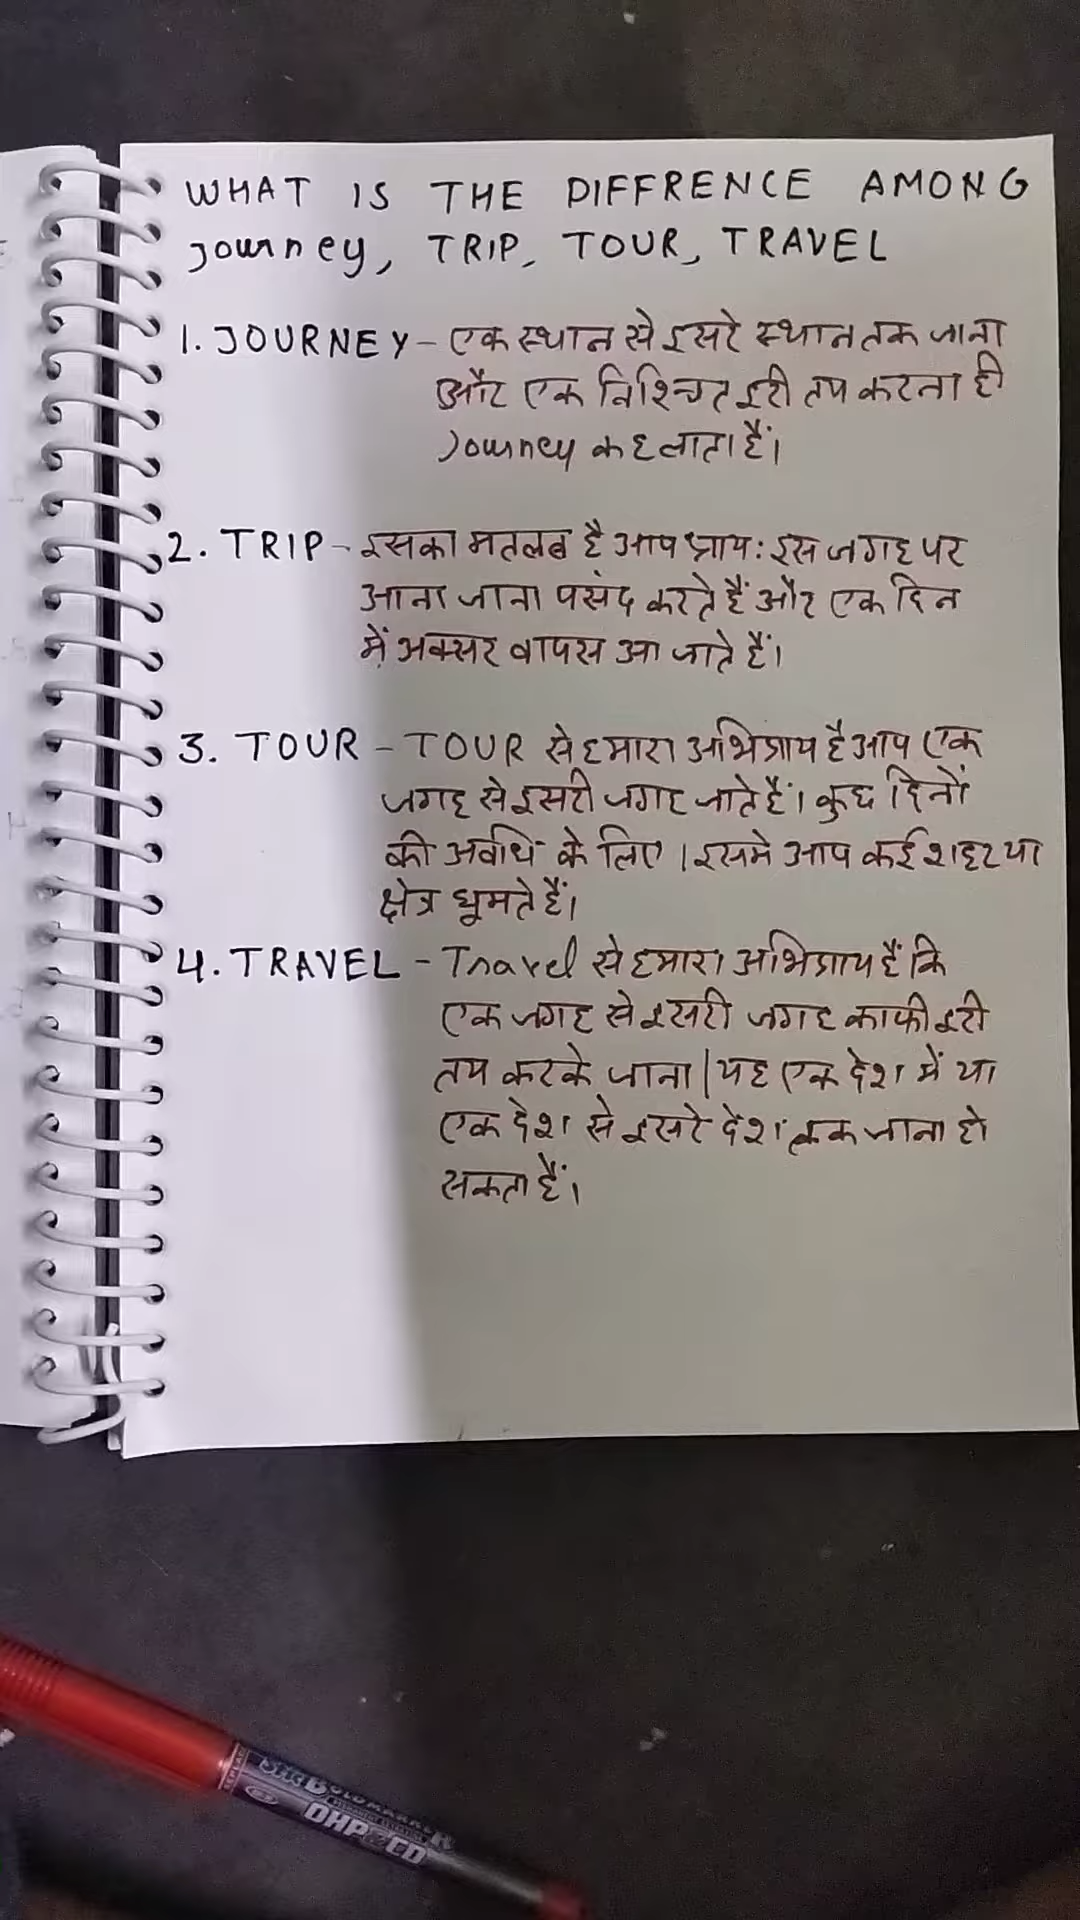 WHAT IS THE DIFFRENCE AMONG
Journey, TRIP, TOUR, TRAVEL
1. JOURNEY - एक स्थान से दूसरे स्थान तक जाना
और एक निश्चित दूरी तय करना ही
Journey कहलाता हैं।
2. TRIP - इसका मतलब है आप प्राय: इस जगह पर
आना जाना पसंद करते हैं और एक दिन
में अक्सर वापस आ जाते हैं।
3. TOUR - TOUR से हमारा अभिप्राय है आप एक
जगह से दूसरी जगह जाते हैं। कुछ दिनों
की अवधि के लिए। इसमे आप कई शहर या
क्षेत्र घूमते हैं।
4. TRAVEL - Travel से हमारा अभिप्राय हैं कि
एक जगह से दूसरी जगह काफी दूरी
तय करके जाना। यह एक देश में या
एक देश से दूसरे देश तक जाना हो
सकता हैं।
OHP & CD